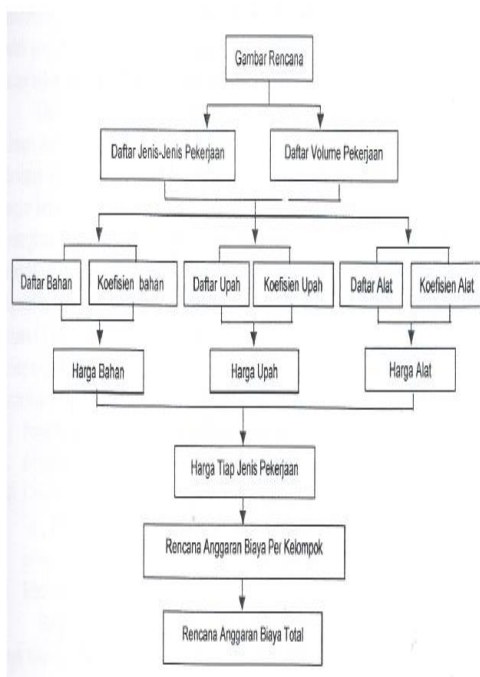 Gambar Rencana
Daftar Jenis-Jenis Pekerjaan
Daftar Volume Pekerjaan
Daftar Bahan
Koefisien bahan
Daftar Upah
Koefisien Upah
Daftar Alat
Koefisien Alat
Harga Bahan
Harga Upah
Harga Alat
Harga Tiap Jenis Pekerjaan
Rencana Anggaran Biaya Per Kelompok
Rencana Anggaran Biaya Total